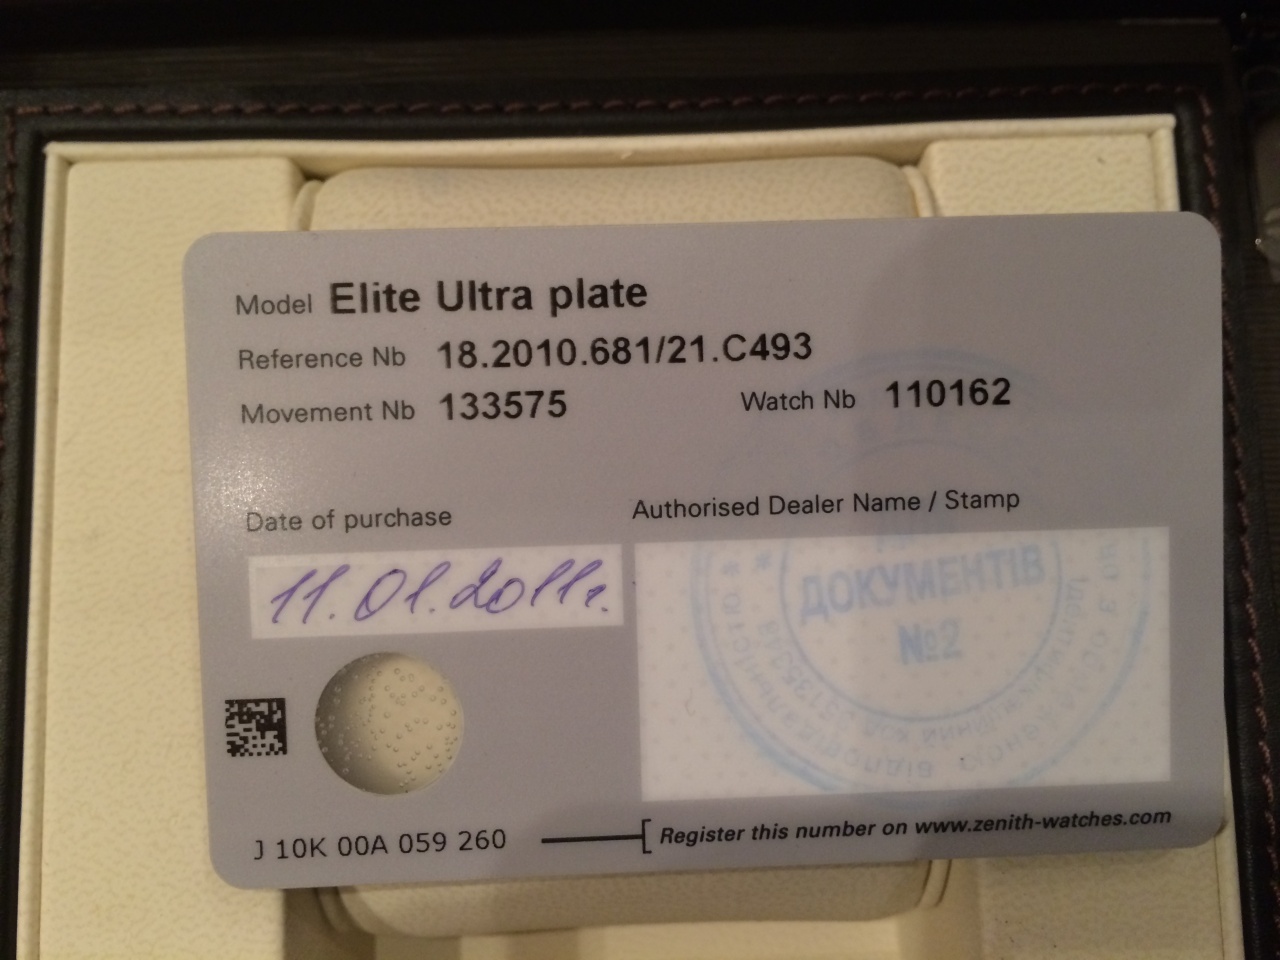 Model Elite Ultra plate
Reference Nb 18.2010.681/21.C493
Movement Nb 133575 Watch Nb 110162
Date of purchase
Authorised Dealer Name / Stamp
11.01.2011г.
ДОКУМЕНТІВ
№2
J 10K 00A 059 260
Register this number on www.zenith-watches.com